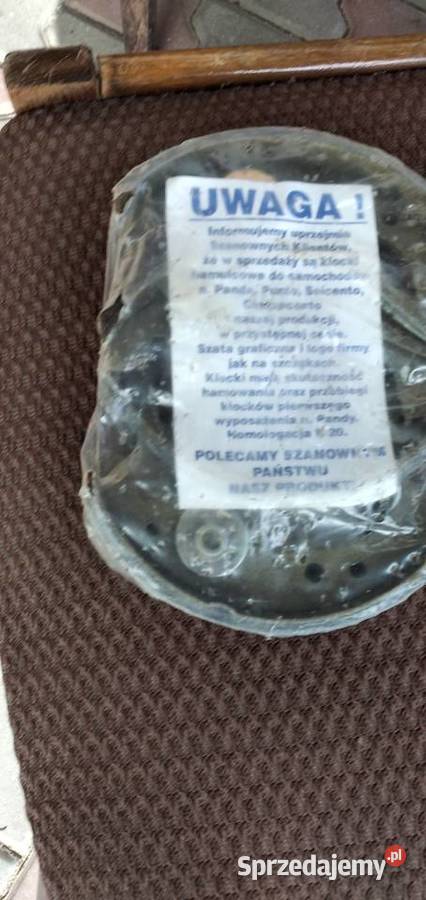 UWAGA !
Informujemy uprzejmie
Szanownych Klientów,
że w sprzedaży są klocki
hamulcowe do samochodów
n. Panda, Punto, Seicento,
Cinquecento
naszej produkcji,
w przystępnej cenie.
Szata graficzna i logo firmy
jak na szczękach.
Klocki mają skuteczność
hamowania oraz przebiegi
klocków pierwszego
wyposażenia n. Pandy.
Homologacja 20.
POLECAMY SZANOWNYM
PAŃSTWU
NASZ PRODUKT
Sprzedajemy.pl